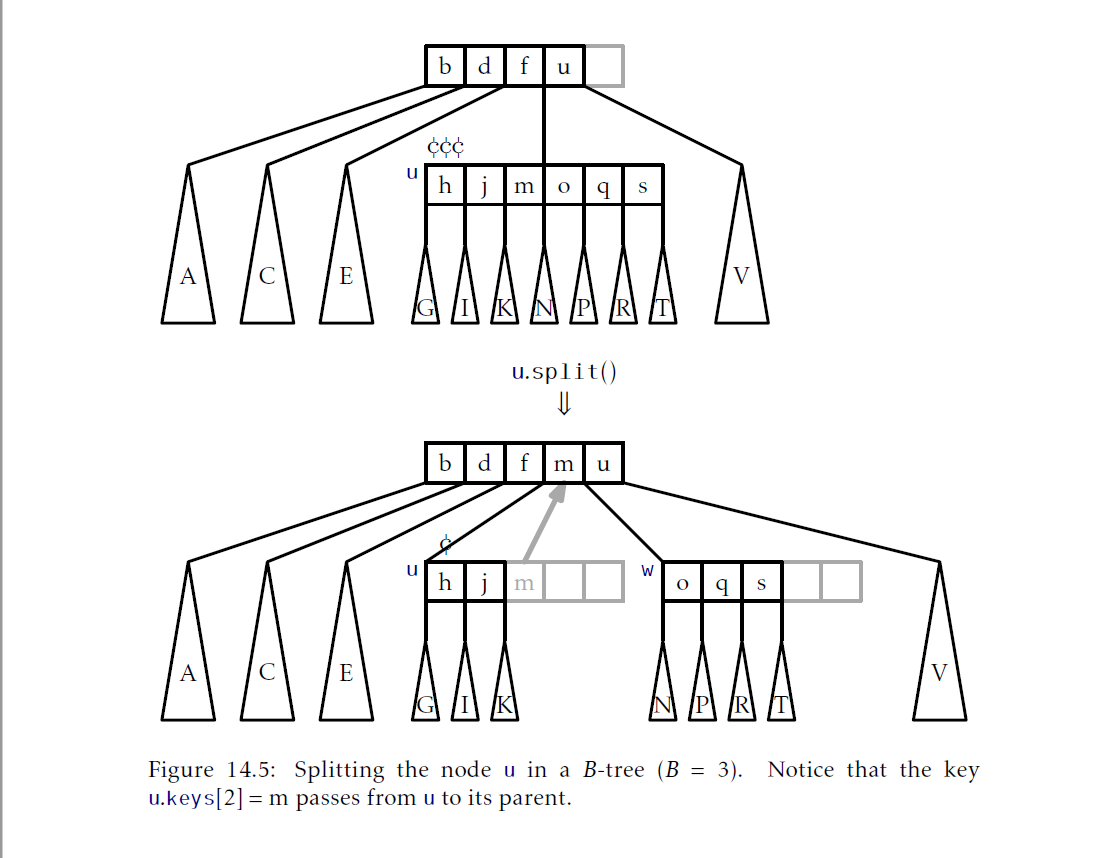 b d f u
¢¢¢
u h j m o q s
A C E G I K N P R T V
u.split()
⇓
b d f m u
¢
u h j m w o q s
A C E G I K N P R T V
Figure 14.5: Splitting the node u in a B-tree (B = 3). Notice that the key
u.keys[2] = m passes from u to its parent.